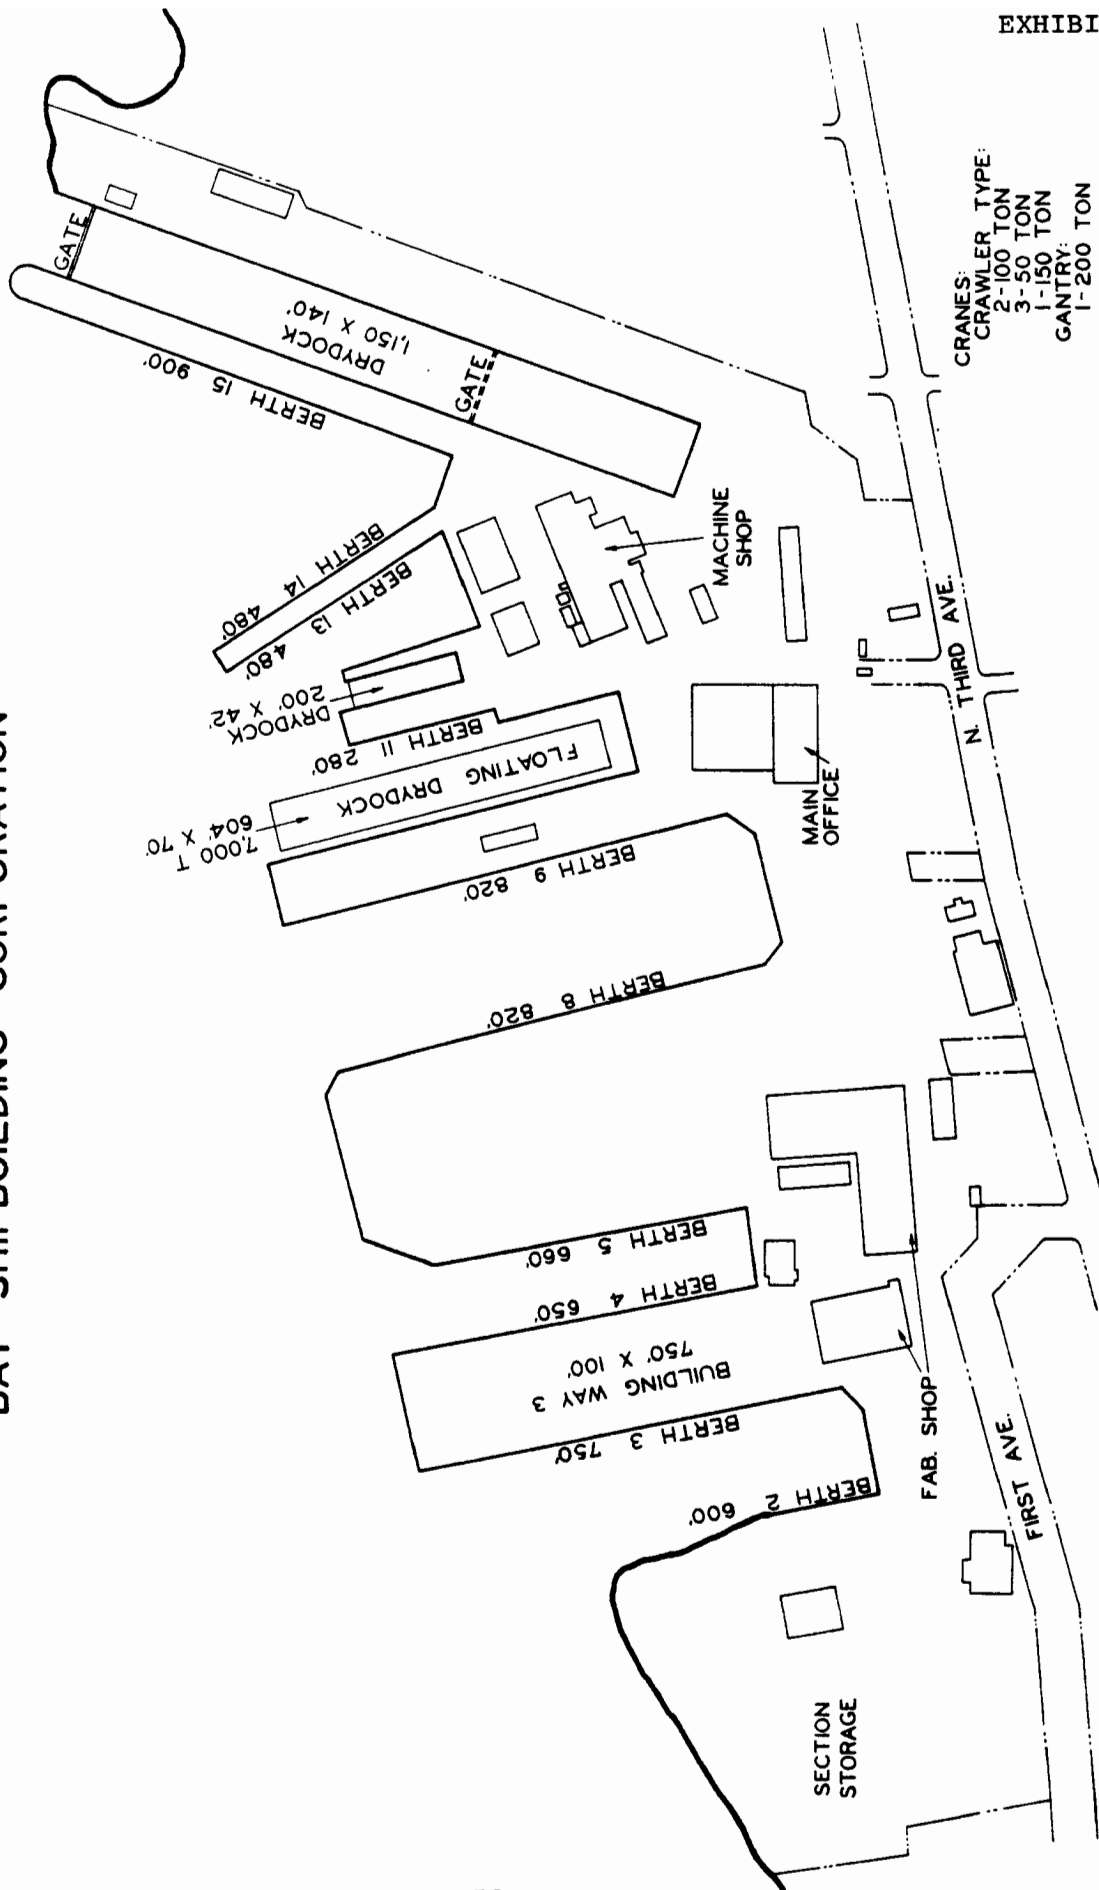 EXHIBI
BAY SHIPBUILDING CORPORATION
GATE
DRYDOCK
1,150 X 140'
GATE
BERTH 15 900'
BERTH 14 480'
BERTH 13 480'
DRYDOCK
200' X 42'
BERTH 11 280'
FLOATING DRYDOCK
7,000 T
604' X 70'
BERTH 9 820'
BERTH 8 820'
BERTH 5 660'
BERTH 4 650'
BUILDING WAY 3
750' X 100'
BERTH 3 750'
BERTH 2 600'
MACHINE
SHOP
MAIN
OFFICE
FAB. SHOP
SECTION
STORAGE
N. THIRD AVE.
FIRST AVE.
CRANES:
CRAWLER TYPE:
2-100 TON
3-50 TON
1-150 TON
GANTRY:
1-200 TON